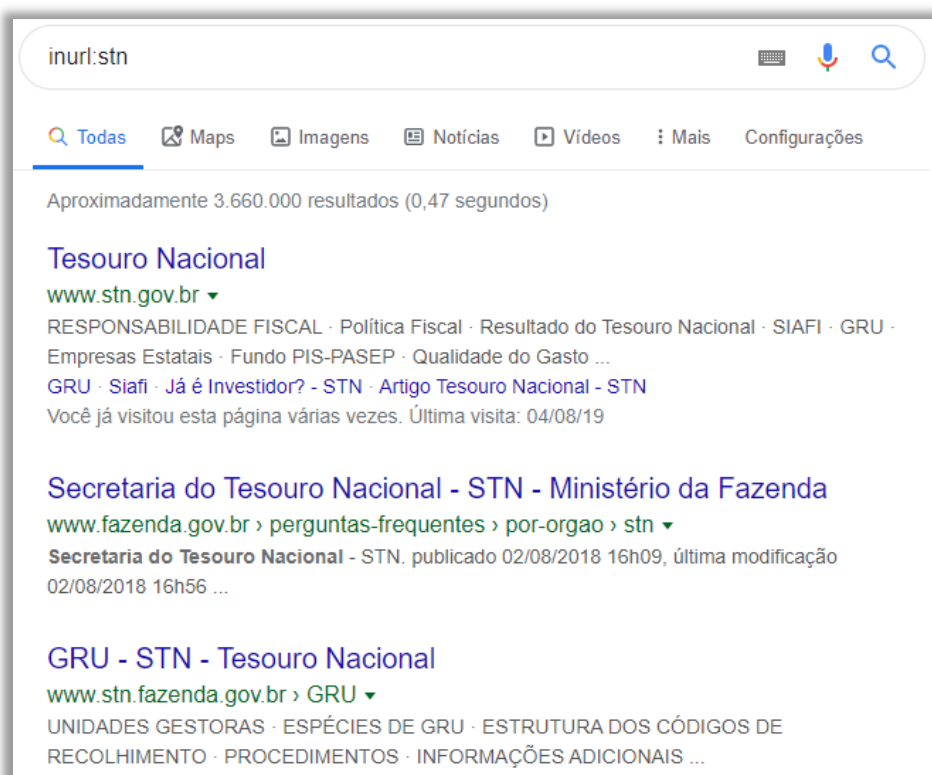 inurl:stn
Todas Maps Imagens Notícias Vídeos Mais Configurações
Aproximadamente 3.660.000 resultados (0,47 segundos)
Tesouro Nacional
www.stn.gov.br
RESPONSABILIDADE FISCAL · Política Fiscal · Resultado do Tesouro Nacional · SIAFI · GRU ·
Empresas Estatais · Fundo PIS-PASEP · Qualidade do Gasto ...
GRU · Siafi · Já é Investidor? - STN · Artigo Tesouro Nacional - STN
Você já visitou esta página várias vezes. Última visita: 04/08/19
Secretaria do Tesouro Nacional - STN - Ministério da Fazenda
www.fazenda.gov.br › perguntas-frequentes › por-orgao › stn
Secretaria do Tesouro Nacional - STN. publicado 02/08/2018 16h09, última modificação
02/08/2018 16h56 ...
GRU - STN - Tesouro Nacional
www.stn.fazenda.gov.br › GRU
UNIDADES GESTORAS · ESPÉCIES DE GRU · ESTRUTURA DOS CÓDIGOS DE
RECOLHIMENTO · PROCEDIMENTOS · INFORMAÇÕES ADICIONAIS ...